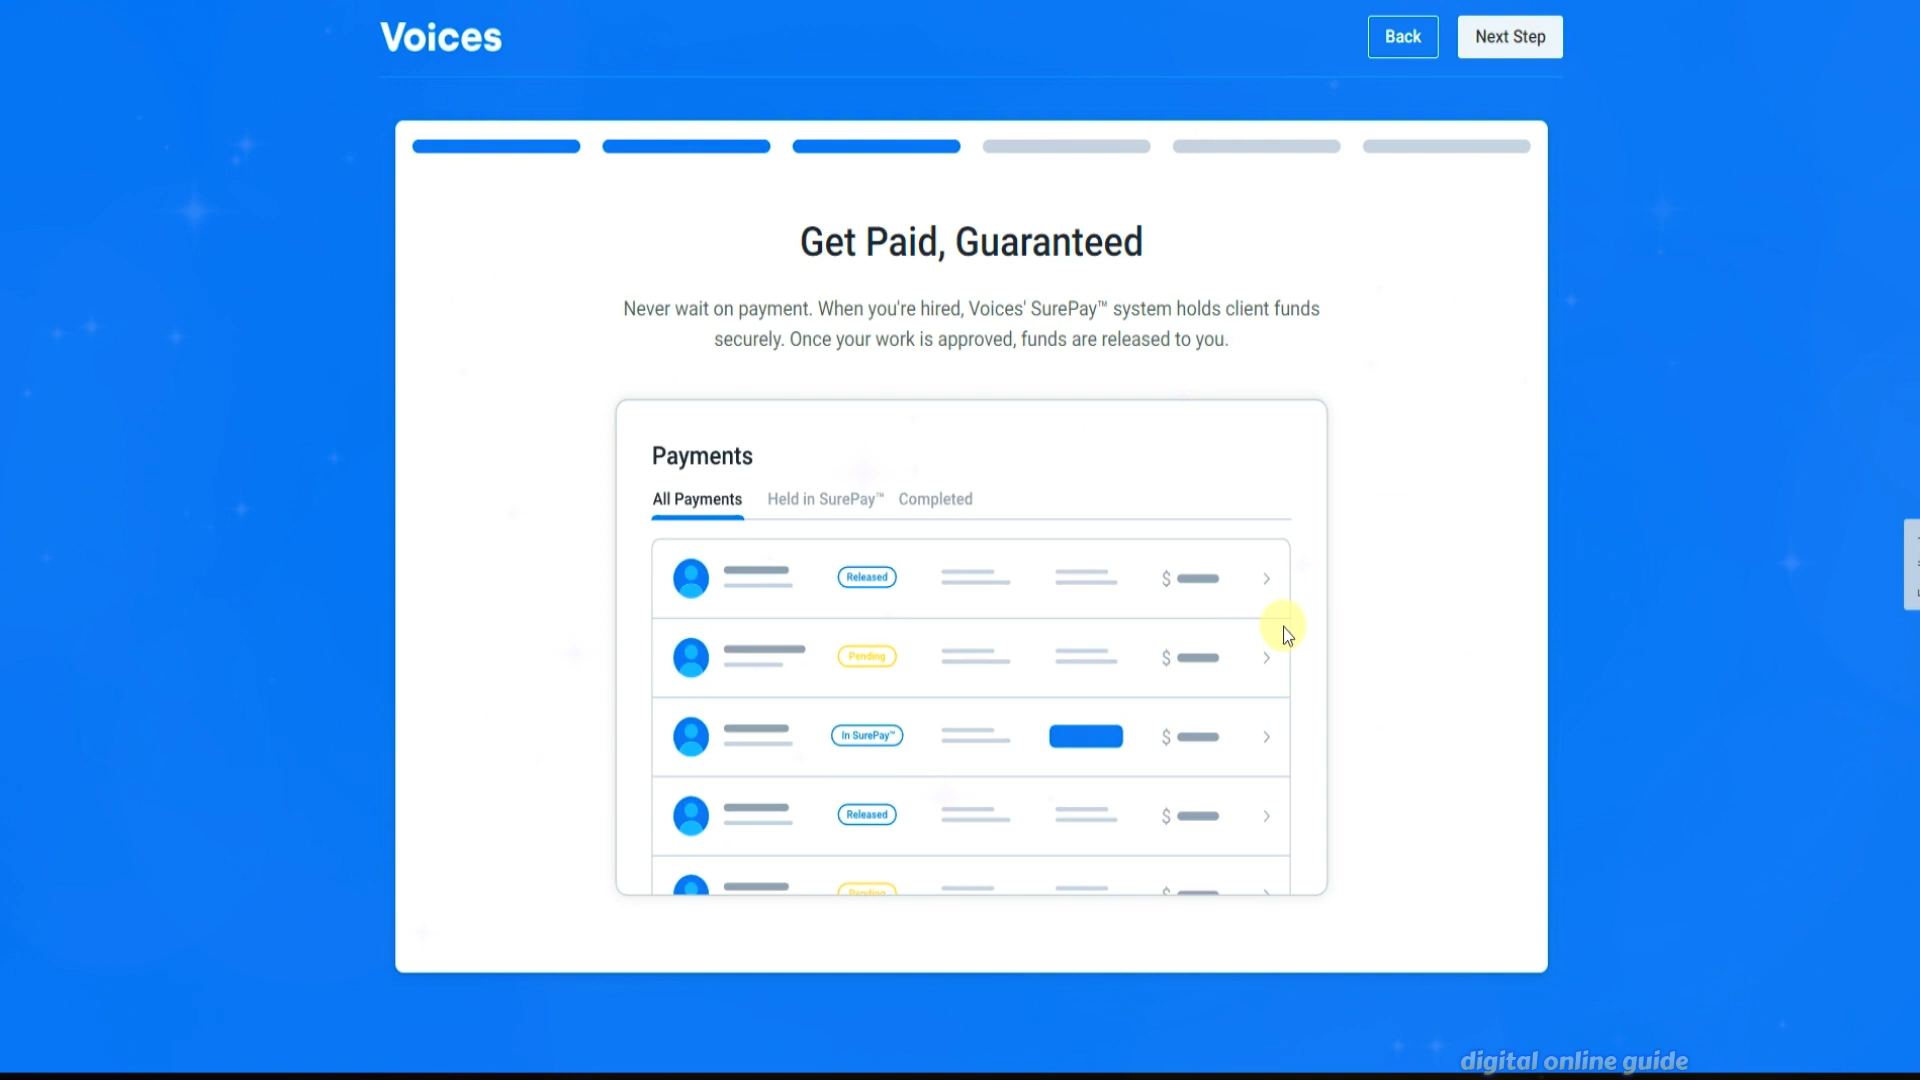 Voices
Back
Next Step
Get Paid, Guaranteed
Never wait on payment. When you're hired, Voices' SurePay™ system holds client funds
securely. Once your work is approved, funds are released to you.
Payments
All Payments
Held in SurePay™
Completed
Released
$
Pending
$
In SurePay™
$
Released
$
Pending
$
digital online guide